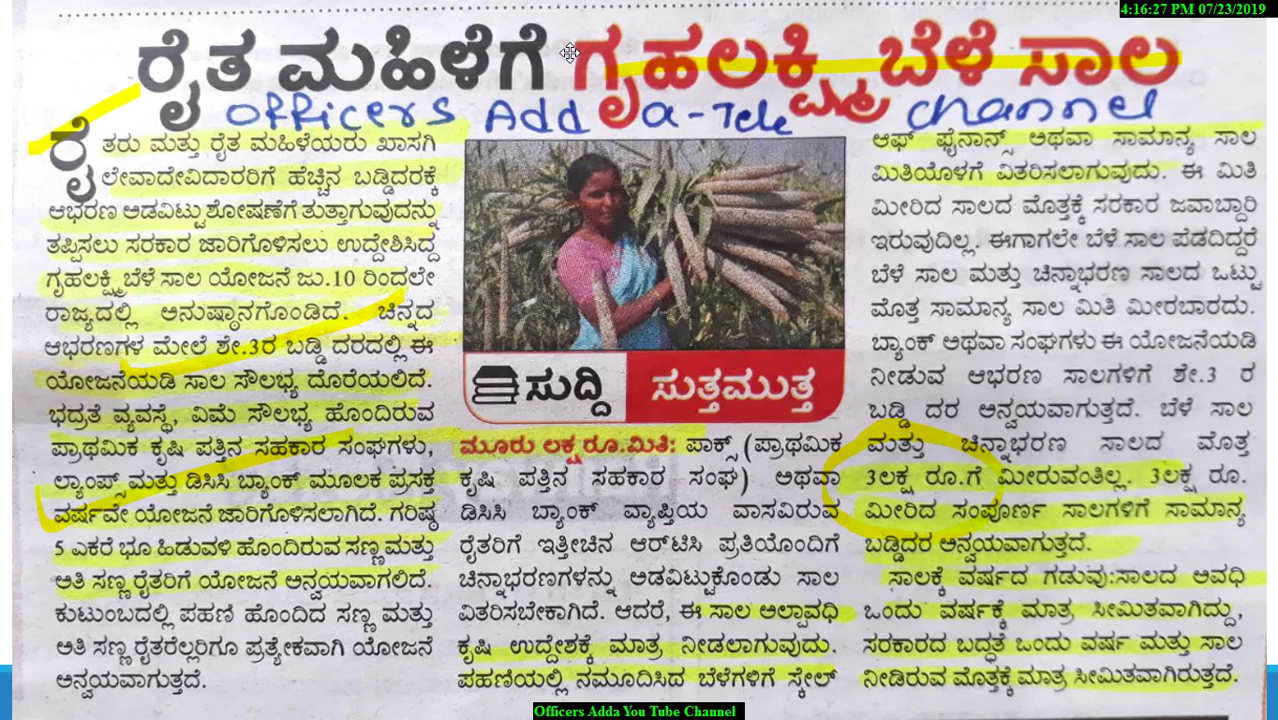 4:16:27 PM 07/23/2019
ರೈತ ಮಹಿಳೆಗೆ ಗೃಹಲಕ್ಷ್ಮಿ ಬೆಳೆ ಸಾಲ
officers Adda-Tele channel
ರೈತರು ಮತ್ತು ರೈತ ಮಹಿಳೆಯರು ಖಾಸಗಿ
ಲೇವಾದೇವಿದಾರರಿಗೆ ಹೆಚ್ಚಿನ ಬಡ್ಡಿದರಕ್ಕೆ
ಆಭರಣ ಅಡವಿಟ್ಟು ಶೋಷಣೆಗೆ ತುತ್ತಾಗುವುದನ್ನು
ತಪ್ಪಿಸಲು ಸರಕಾರ ಜಾರಿಗೊಳಿಸಲು ಉದ್ದೇಶಿಸಿದ್ದ
ಗೃಹಲಕ್ಷ್ಮಿ ಬೆಳೆ ಸಾಲ ಯೋಜನೆ ಜು.10 ರಿಂದಲೇ
ರಾಜ್ಯದಲ್ಲಿ ಅನುಷ್ಠಾನಗೊಂಡಿದೆ. ಚಿನ್ನದ
ಆಭರಣಗಳ ಮೇಲೆ ಶೇ.3ರ ಬಡ್ಡಿ ದರದಲ್ಲಿ ಈ
ಯೋಜನೆಯಡಿ ಸಾಲ ಸೌಲಭ್ಯ ದೊರೆಯಲಿದೆ.
ಭದ್ರತೆ ವ್ಯವಸ್ಥೆ, ವಿಮೆ ಸೌಲಭ್ಯ ಹೊಂದಿರುವ
ಪ್ರಾಥಮಿಕ ಕೃಷಿ ಪತ್ತಿನ ಸಹಕಾರ ಸಂಘಗಳು,
ಲ್ಯಾಂಪ್ಸ್ ಮತ್ತು ಡಿಸಿಸಿ ಬ್ಯಾಂಕ್ ಮೂಲಕ ಪ್ರಸಕ್ತ
ವರ್ಷವೇ ಯೋಜನೆ ಜಾರಿಗೊಳಿಸಲಾಗಿದೆ. ಗರಿಷ್ಠ
5 ಎಕರೆ ಭೂ ಹಿಡುವಳಿ ಹೊಂದಿರುವ ಸಣ್ಣ ಮತ್ತು
ಅತಿ ಸಣ್ಣ ರೈತರಿಗೆ ಯೋಜನೆ ಅನ್ವಯವಾಗಲಿದೆ.
ಕುಟುಂಬದಲ್ಲಿ ಪಹಣಿ ಹೊಂದಿದ ಸಣ್ಣ ಮತ್ತು
ಅತಿ ಸಣ್ಣ ರೈತರೆಲ್ಲರಿಗೂ ಪ್ರತ್ಯೇಕವಾಗಿ ಯೋಜನೆ
ಅನ್ವಯವಾಗುತ್ತದೆ.
ಸುದ್ದಿ ಸುತ್ತಮುತ್ತ
ಮೂರು ಲಕ್ಷ ರೂ.ಮಿತಿ: ಪಾಕ್ಸ್ (ಪ್ರಾಥಮಿಕ
ಕೃಷಿ ಪತ್ತಿನ ಸಹಕಾರ ಸಂಘ) ಅಥವಾ
ಡಿಸಿಸಿ ಬ್ಯಾಂಕ್ ವ್ಯಾಪ್ತಿಯ ವಾಸವಿರುವ
ರೈತರಿಗೆ ಇತ್ತೀಚಿನ ಆರ್‌ಟಿಸಿ ಪ್ರತಿಯೊಂದಿಗೆ
ಚಿನ್ನಾಭರಣಗಳನ್ನು ಅಡವಿಟ್ಟುಕೊಂಡು ಸಾಲ
ವಿತರಿಸಬೇಕಾಗಿದೆ. ಆದರೆ, ಈ ಸಾಲ ಅಲ್ಪಾವಧಿ
ಕೃಷಿ ಉದ್ದೇಶಕ್ಕೆ ಮಾತ್ರ ನೀಡಲಾಗುವುದು.
ಪಹಣಿಯಲ್ಲಿ ನಮೂದಿಸಿದ ಬೆಳೆಗಳಿಗೆ ಸ್ಕೇಲ್
ಆಫ್ ಫೈನಾನ್ಸ್ ಅಥವಾ ಸಾಮಾನ್ಯ ಸಾಲ
ಮಿತಿಯೊಳಗೆ ವಿತರಿಸಲಾಗುವುದು. ಈ ಮಿತಿ
ಮೀರಿದ ಸಾಲದ ಮೊತ್ತಕ್ಕೆ ಸರಕಾರ ಜವಾಬ್ದಾರಿ
ಇರುವುದಿಲ್ಲ. ಈಗಾಗಲೇ ಬೆಳೆ ಸಾಲ ಪಡೆದಿದ್ದರೆ
ಬೆಳೆ ಸಾಲ ಮತ್ತು ಚಿನ್ನಾಭರಣ ಸಾಲದ ಒಟ್ಟು
ಮೊತ್ತ ಸಾಮಾನ್ಯ ಸಾಲ ಮಿತಿ ಮೀರಬಾರದು.
ಬ್ಯಾಂಕ್ ಅಥವಾ ಸಂಘಗಳು ಈ ಯೋಜನೆಯಡಿ
ನೀಡುವ ಆಭರಣ ಸಾಲಗಳಿಗೆ ಶೇ.3 ರ
ಬಡ್ಡಿ ದರ ಅನ್ವಯವಾಗುತ್ತದೆ. ಬೆಳೆ ಸಾಲ
ಮತ್ತು ಚಿನ್ನಾಭರಣ ಸಾಲದ ಮೊತ್ತ
3ಲಕ್ಷ ರೂ.ಗೆ ಮೀರುವಂತಿಲ್ಲ. 3ಲಕ್ಷ ರೂ.
ಮೀರಿದ ಸಂಪೂರ್ಣ ಸಾಲಗಳಿಗೆ ಸಾಮಾನ್ಯ
ಬಡ್ಡಿದರ ಅನ್ವಯವಾಗುತ್ತದೆ.
ಸಾಲಕ್ಕೆ ವರ್ಷದ ಗಡುವು:ಸಾಲದ ಅವಧಿ
ಒಂದು ವರ್ಷಕ್ಕೆ ಮಾತ್ರ ಸೀಮಿತವಾಗಿದ್ದು,
ಸರಕಾರದ ಬದ್ಧತೆ ಒಂದು ವರ್ಷ ಮತ್ತು ಸಾಲ
ನೀಡಿರುವ ಮೊತ್ತಕ್ಕೆ ಮಾತ್ರ ಸೀಮಿತವಾಗಿರುತ್ತದೆ.
Officers Adda You Tube Channel